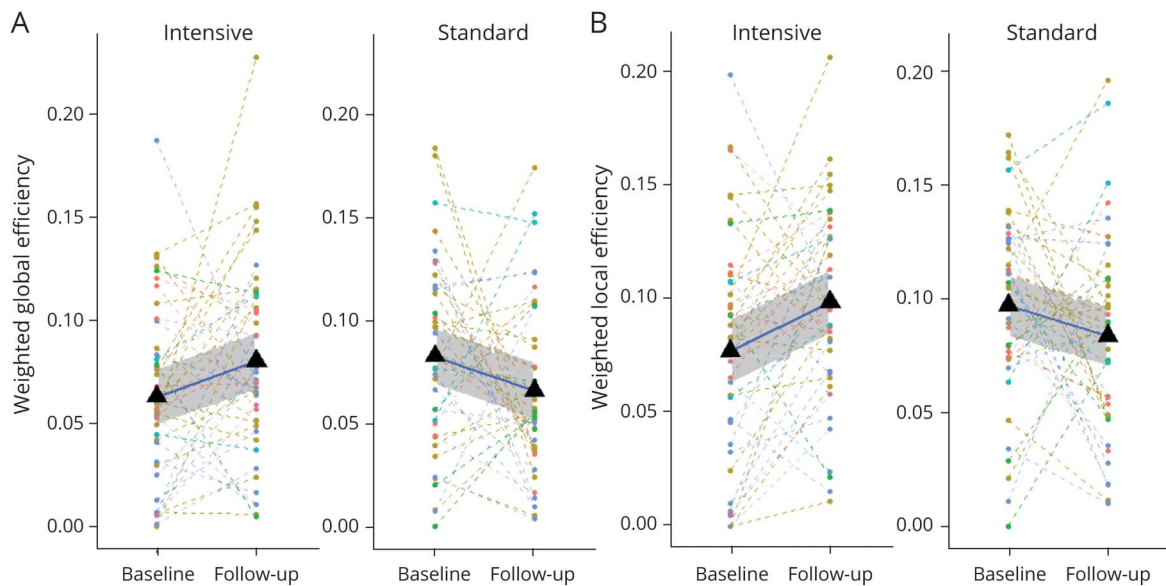 A
Intensive
Standard
Weighted global efficiency
0.20
0.15
0.10
0.05
0.00
0.20
0.15
0.10
0.05
0.00
Baseline
Follow-up
Baseline
Follow-up
B
Intensive
Standard
Weighted local efficiency
0.20
0.15
0.10
0.05
0.00
0.20
0.15
0.10
0.05
0.00
Baseline
Follow-up
Baseline
Follow-up